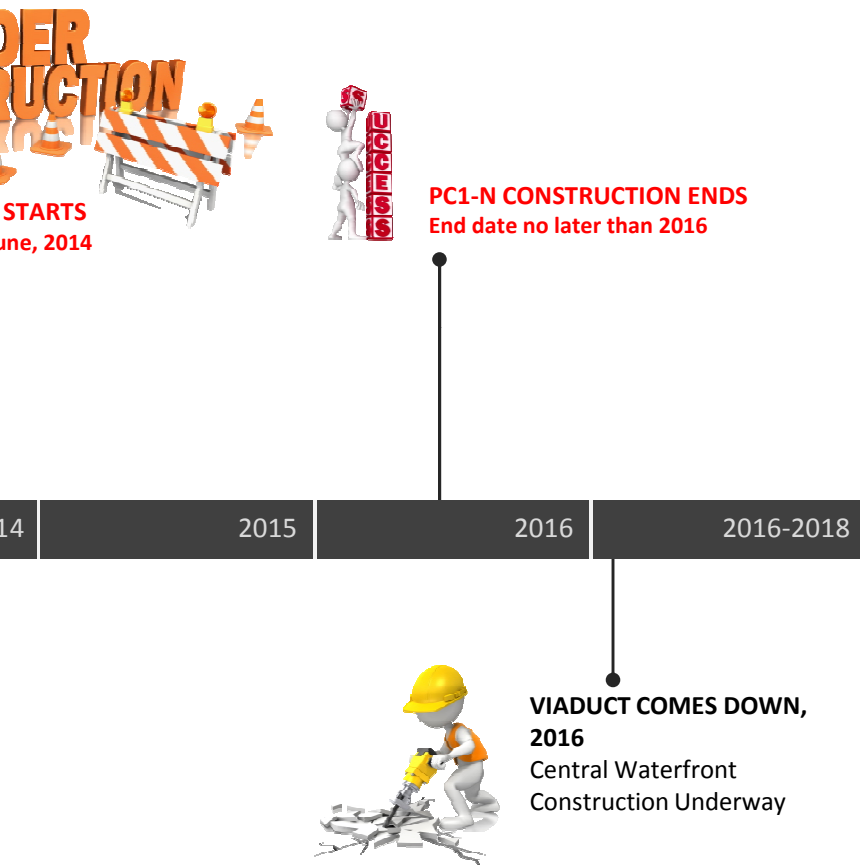 DER
RUCTION
SUCCESS
STARTS
une, 2014
PC1-N CONSTRUCTION ENDS
End date no later than 2016
14
2015
2016
2016-2018
VIADUCT COMES DOWN,
2016
Central Waterfront
Construction Underway